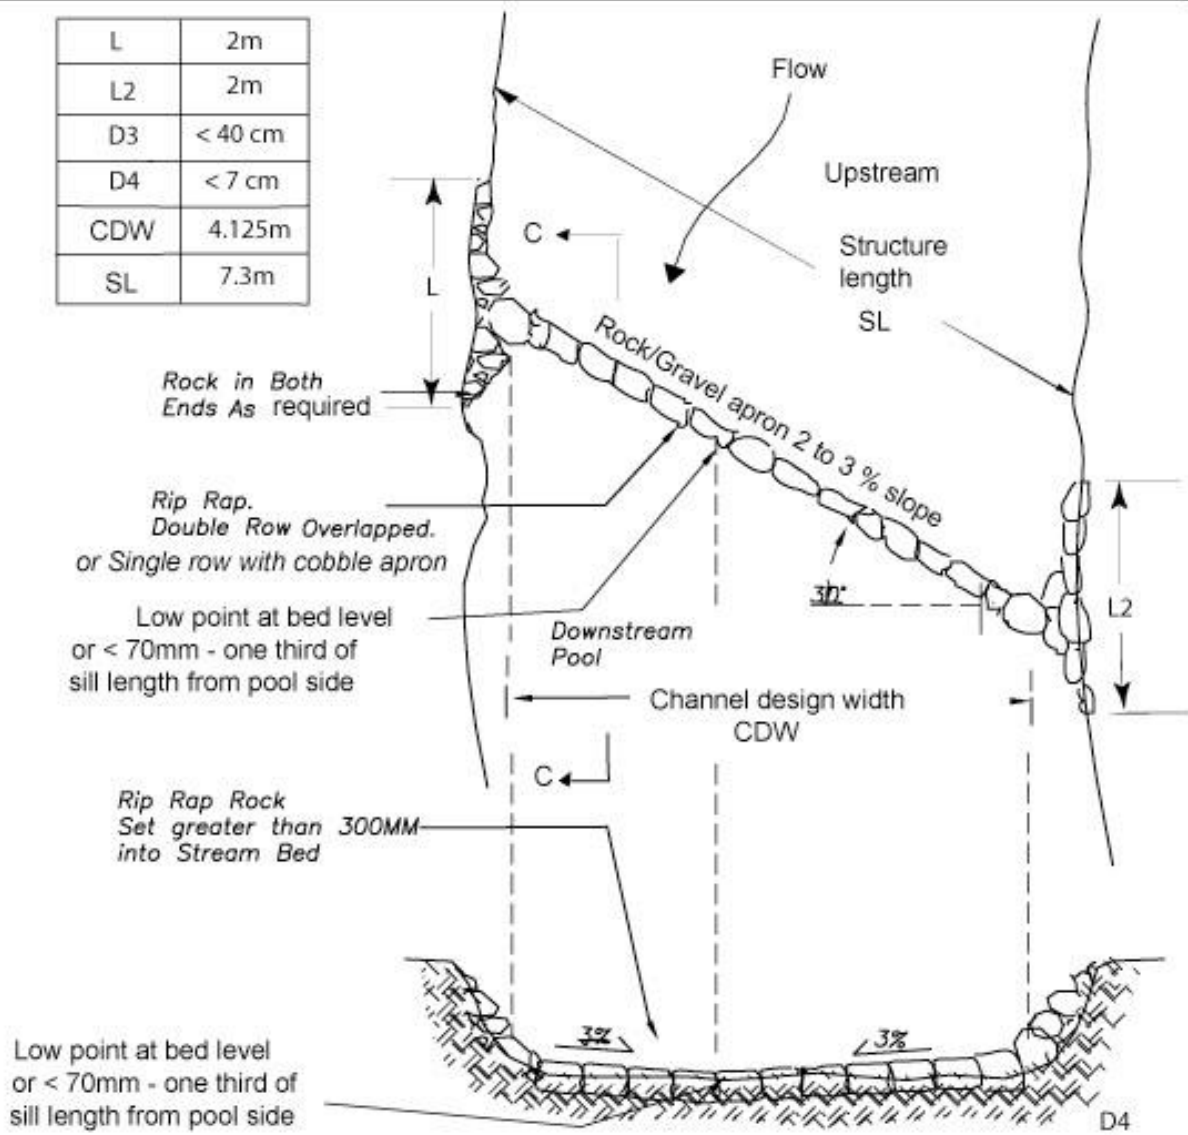 L 2m
L2 2m
D3 < 40 cm
D4 < 7 cm
CDW 4.125m
SL 7.3m
Flow
Upstream
C
Structure
length
SL
L
Rock/Gravel apron 2 to 3 % slope
Rock in Both
Ends As required
Rip Rap.
Double Row Overlapped.
or Single row with cobble apron
30°
L2
Low point at bed level
or < 70mm - one third of
sill length from pool side
Downstream
Pool
Channel design width
CDW
C
Rip Rap Rock
Set greater than 300MM
into Stream Bed
3%
3%
Low point at bed level
or < 70mm - one third of
sill length from pool side
D4